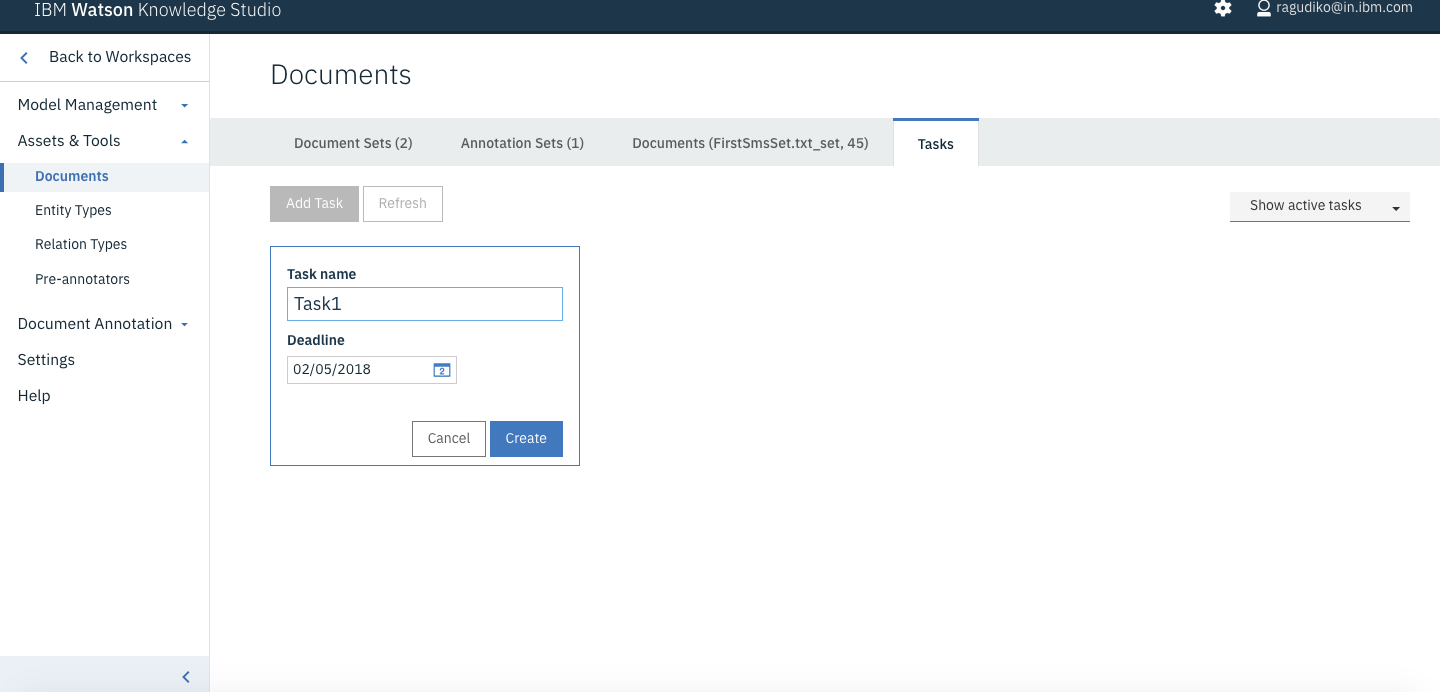 IBM Watson Knowledge Studio
ragudiko@in.ibm.com
Back to Workspaces
Model Management
Assets & Tools
Documents
Entity Types
Relation Types
Pre-annotators
Document Annotation
Settings
Help
Documents
Document Sets (2)
Annotation Sets (1)
Documents (FirstSmsSet.txt_set, 45)
Tasks
Add Task
Refresh
Show active tasks
Task name
Task1
Deadline
02/05/2018
2
Cancel
Create